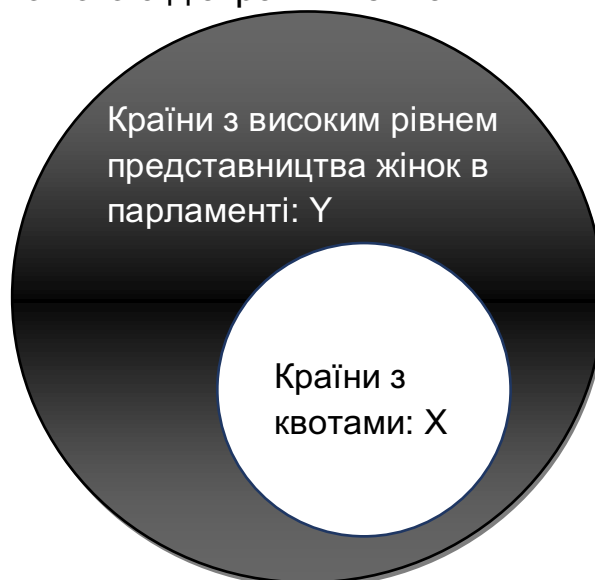 Країни з високим рівнем
представництва жінок в
парламенті: Y
Країни з
квотами: X